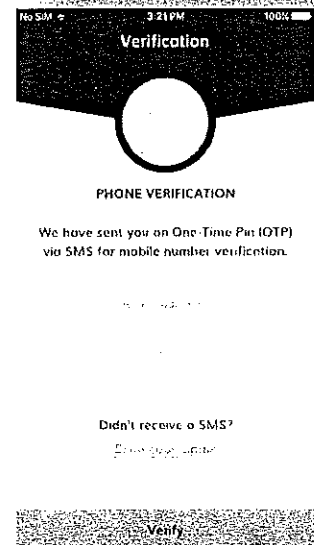 No SIM 3:21 PM 100%
Verification
PHONE VERIFICATION
We have sent you an One-Time Pin (OTP)
via SMS for mobile number verification.
Didn't receive a SMS?
Verify